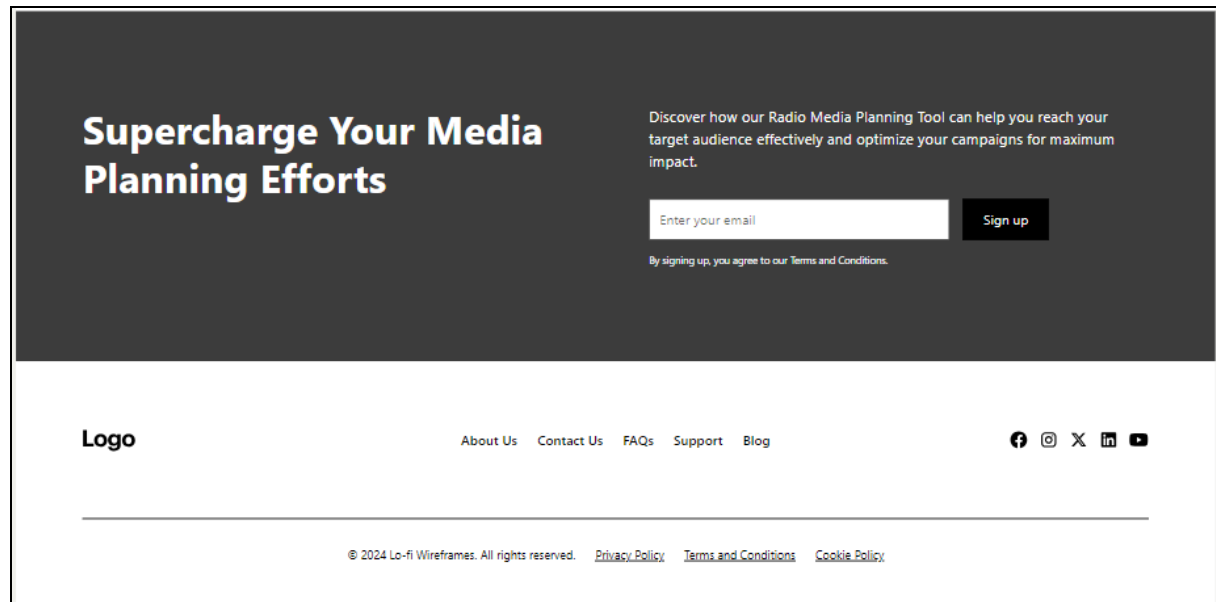 Supercharge Your Media
Planning Efforts
Discover how our Radio Media Planning Tool can help you reach your
target audience effectively and optimize your campaigns for maximum
impact.
Enter your email
Sign up
By signing up, you agree to our Terms and Conditions.
Logo
About Us Contact Us FAQs Support Blog
© 2024 Lo-fi Wireframes. All rights reserved. Privacy Policy Terms and Conditions Cookie Policy